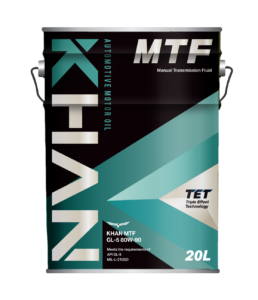 MTF
Manual Transmission Fluid
KHAN
AUTOMOTIVE MOTOR OIL
TET
Triple Effect
Technology
KHAN MTF
GL-5 80W-90
Meets the requirements of
API GL-5
MIL-L-2105D
20L